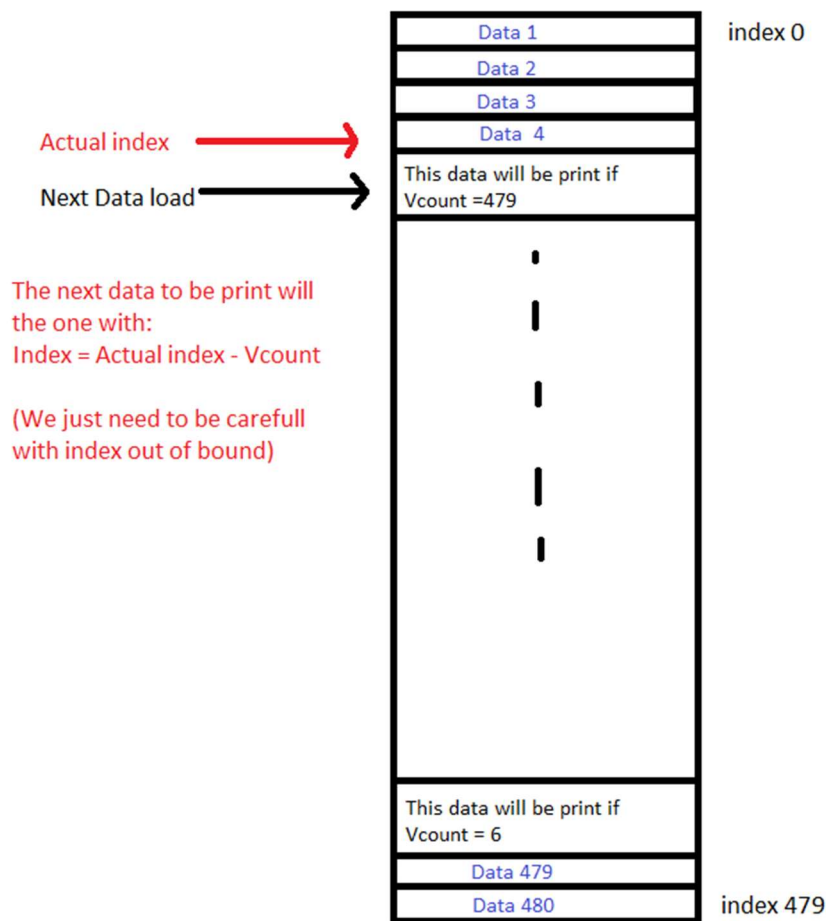 Data 1
index 0
Data 2
Data 3
Data 4
Actual index
This data will be print if
Vcount =479
Next Data load
The next data to be print will
the one with:
Index = Actual index - Vcount
(We just need to be carefull
with index out of bound)
This data will be print if
Vcount = 6
Data 479
Data 480
index 479